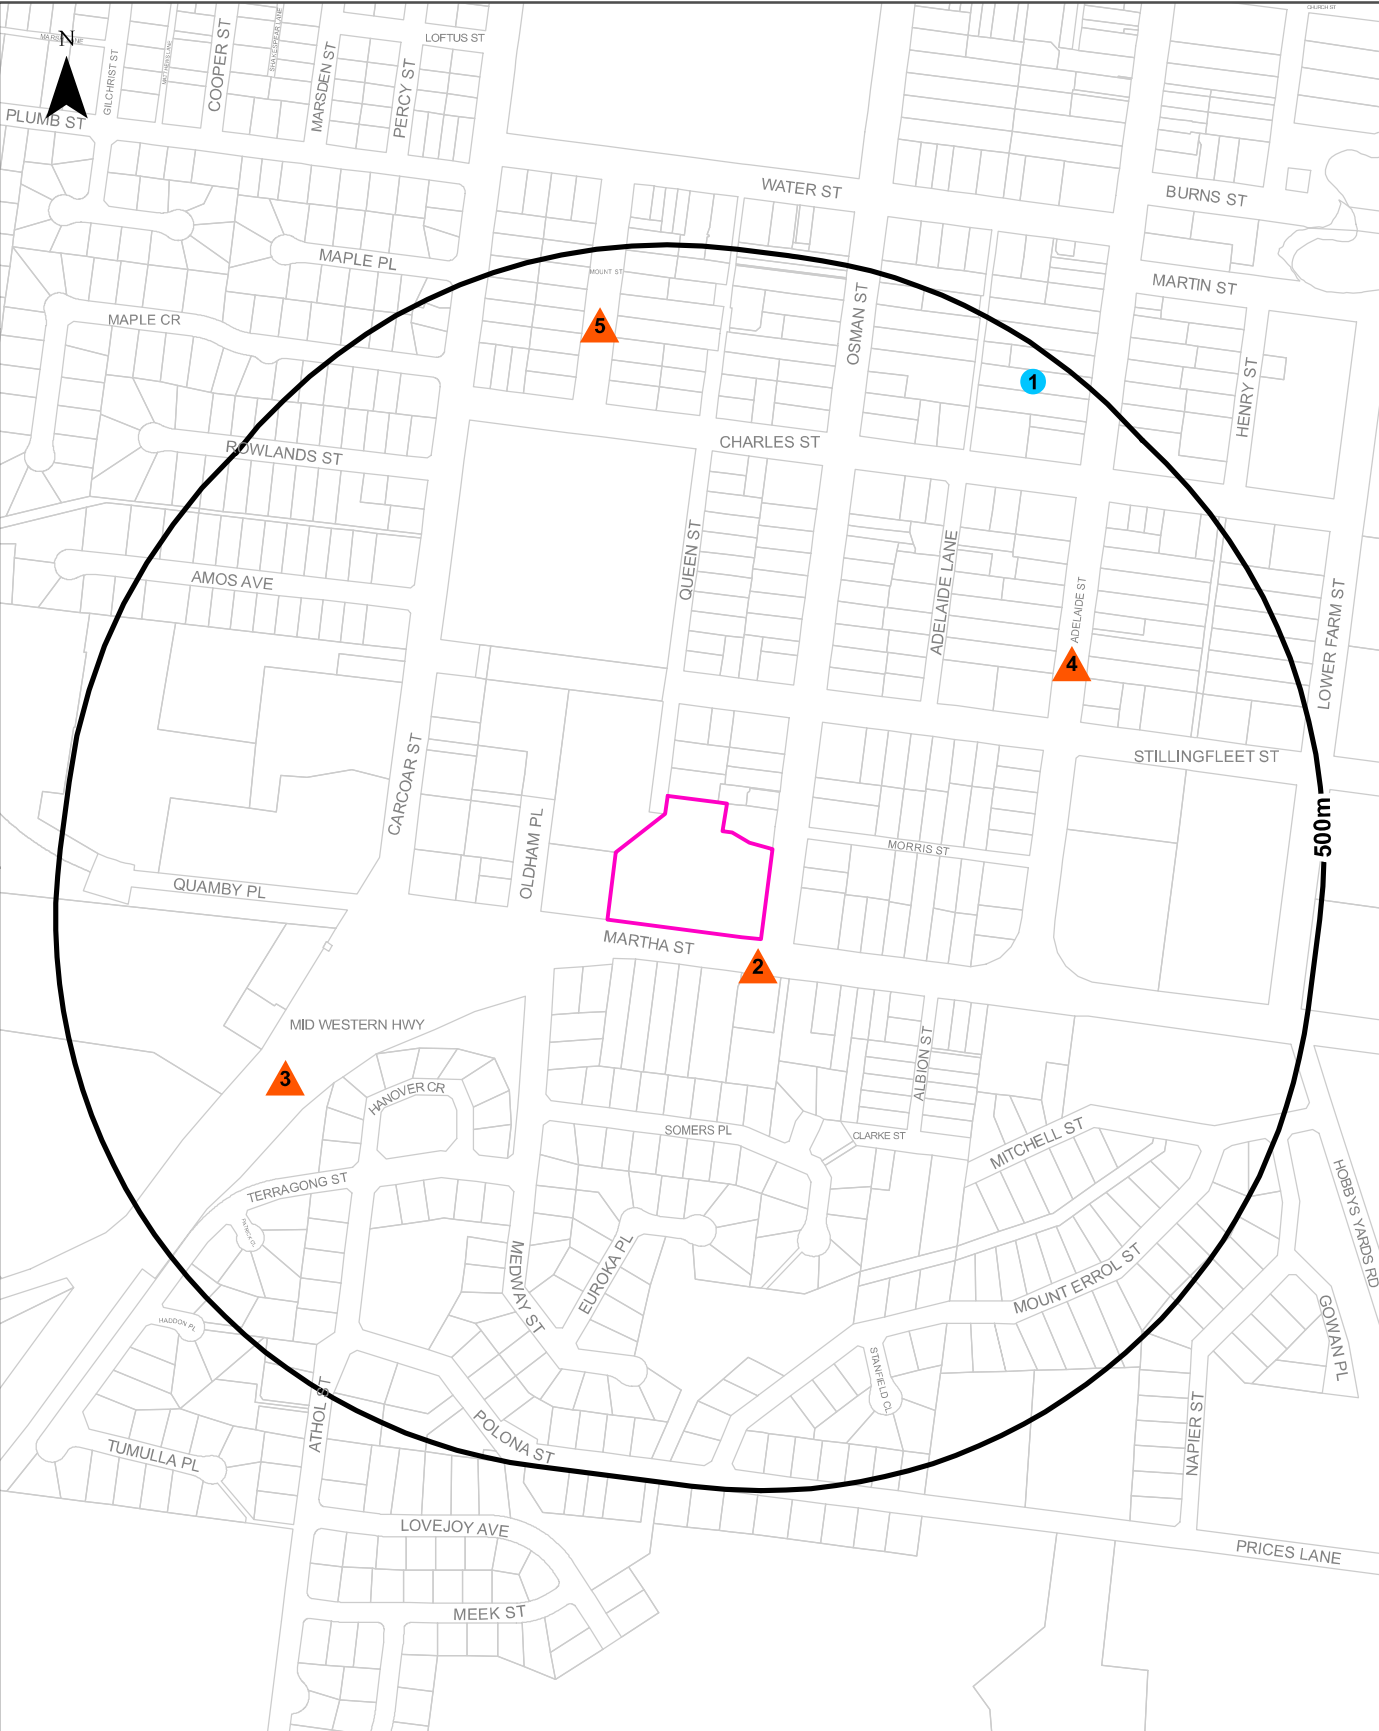 CHURCH ST
LOFTUS ST
N
GILCHRIST ST
COOPER ST
SHAKESPEARE LANE
MARSDEN ST
PERCY ST
PLUMB ST
WATER ST
BURNS ST
MAPLE PL
MOUNT ST
MARTIN ST
MAPLE CR
5
OSMAN ST
1
HENRY ST
CHARLES ST
ROWLANDS ST
QUEEN ST
ADELAIDE LANE
AMOS AVE
ADELAIDE ST
LOWER FARM ST
4
STILLINGFLEET ST
CARCOAR ST
500m
OLDHAM PL
MORRIS ST
QUAMBY PL
MARTHA ST
2
MID WESTERN HWY
ALBION ST
3
HANOVER CR
SOMERS PL
CLARKE ST
MITCHELL ST
TERRAGONG ST
HOBBYS YARDS RD
MEDWAY ST
EUROKA PL
MOUNT ERROL ST
HADDON PL
GOWAN PL
STANFIELD CL
ATHOL ST
POLONA ST
NAPIER ST
TUMULLA PL
LOVEJOY AVE
PRICES LANE
MEEK ST